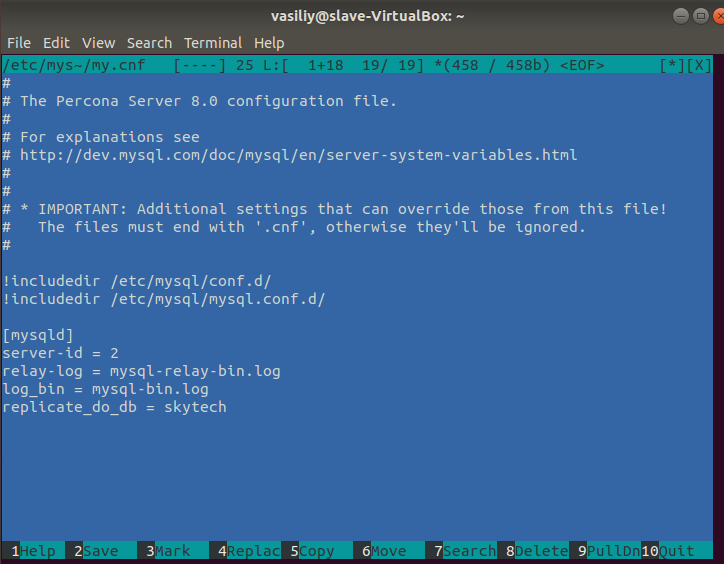 vasiliy@slave-VirtualBox: ~
File Edit View Search Terminal Help
/etc/mys~/my.cnf   [----] 25 L:[  1+18  19/ 19] *(458 / 458b) <EOF>      [*][X]
#
# The Percona Server 8.0 configuration file.
#
# For explanations see
# http://dev.mysql.com/doc/mysql/en/server-system-variables.html
#
#
# * IMPORTANT: Additional settings that can override those from this file!
#   The files must end with '.cnf', otherwise they'll be ignored.
#
!includedir /etc/mysql/conf.d/
!includedir /etc/mysql/mysql.conf.d/
[mysqld]
server-id = 2
relay-log = mysql-relay-bin.log
log_bin = mysql-bin.log
replicate_do_db = skytech
1Help 2Save 3Mark 4Replac 5Copy 6Move 7Search 8Delete 9PullDn 10Quit